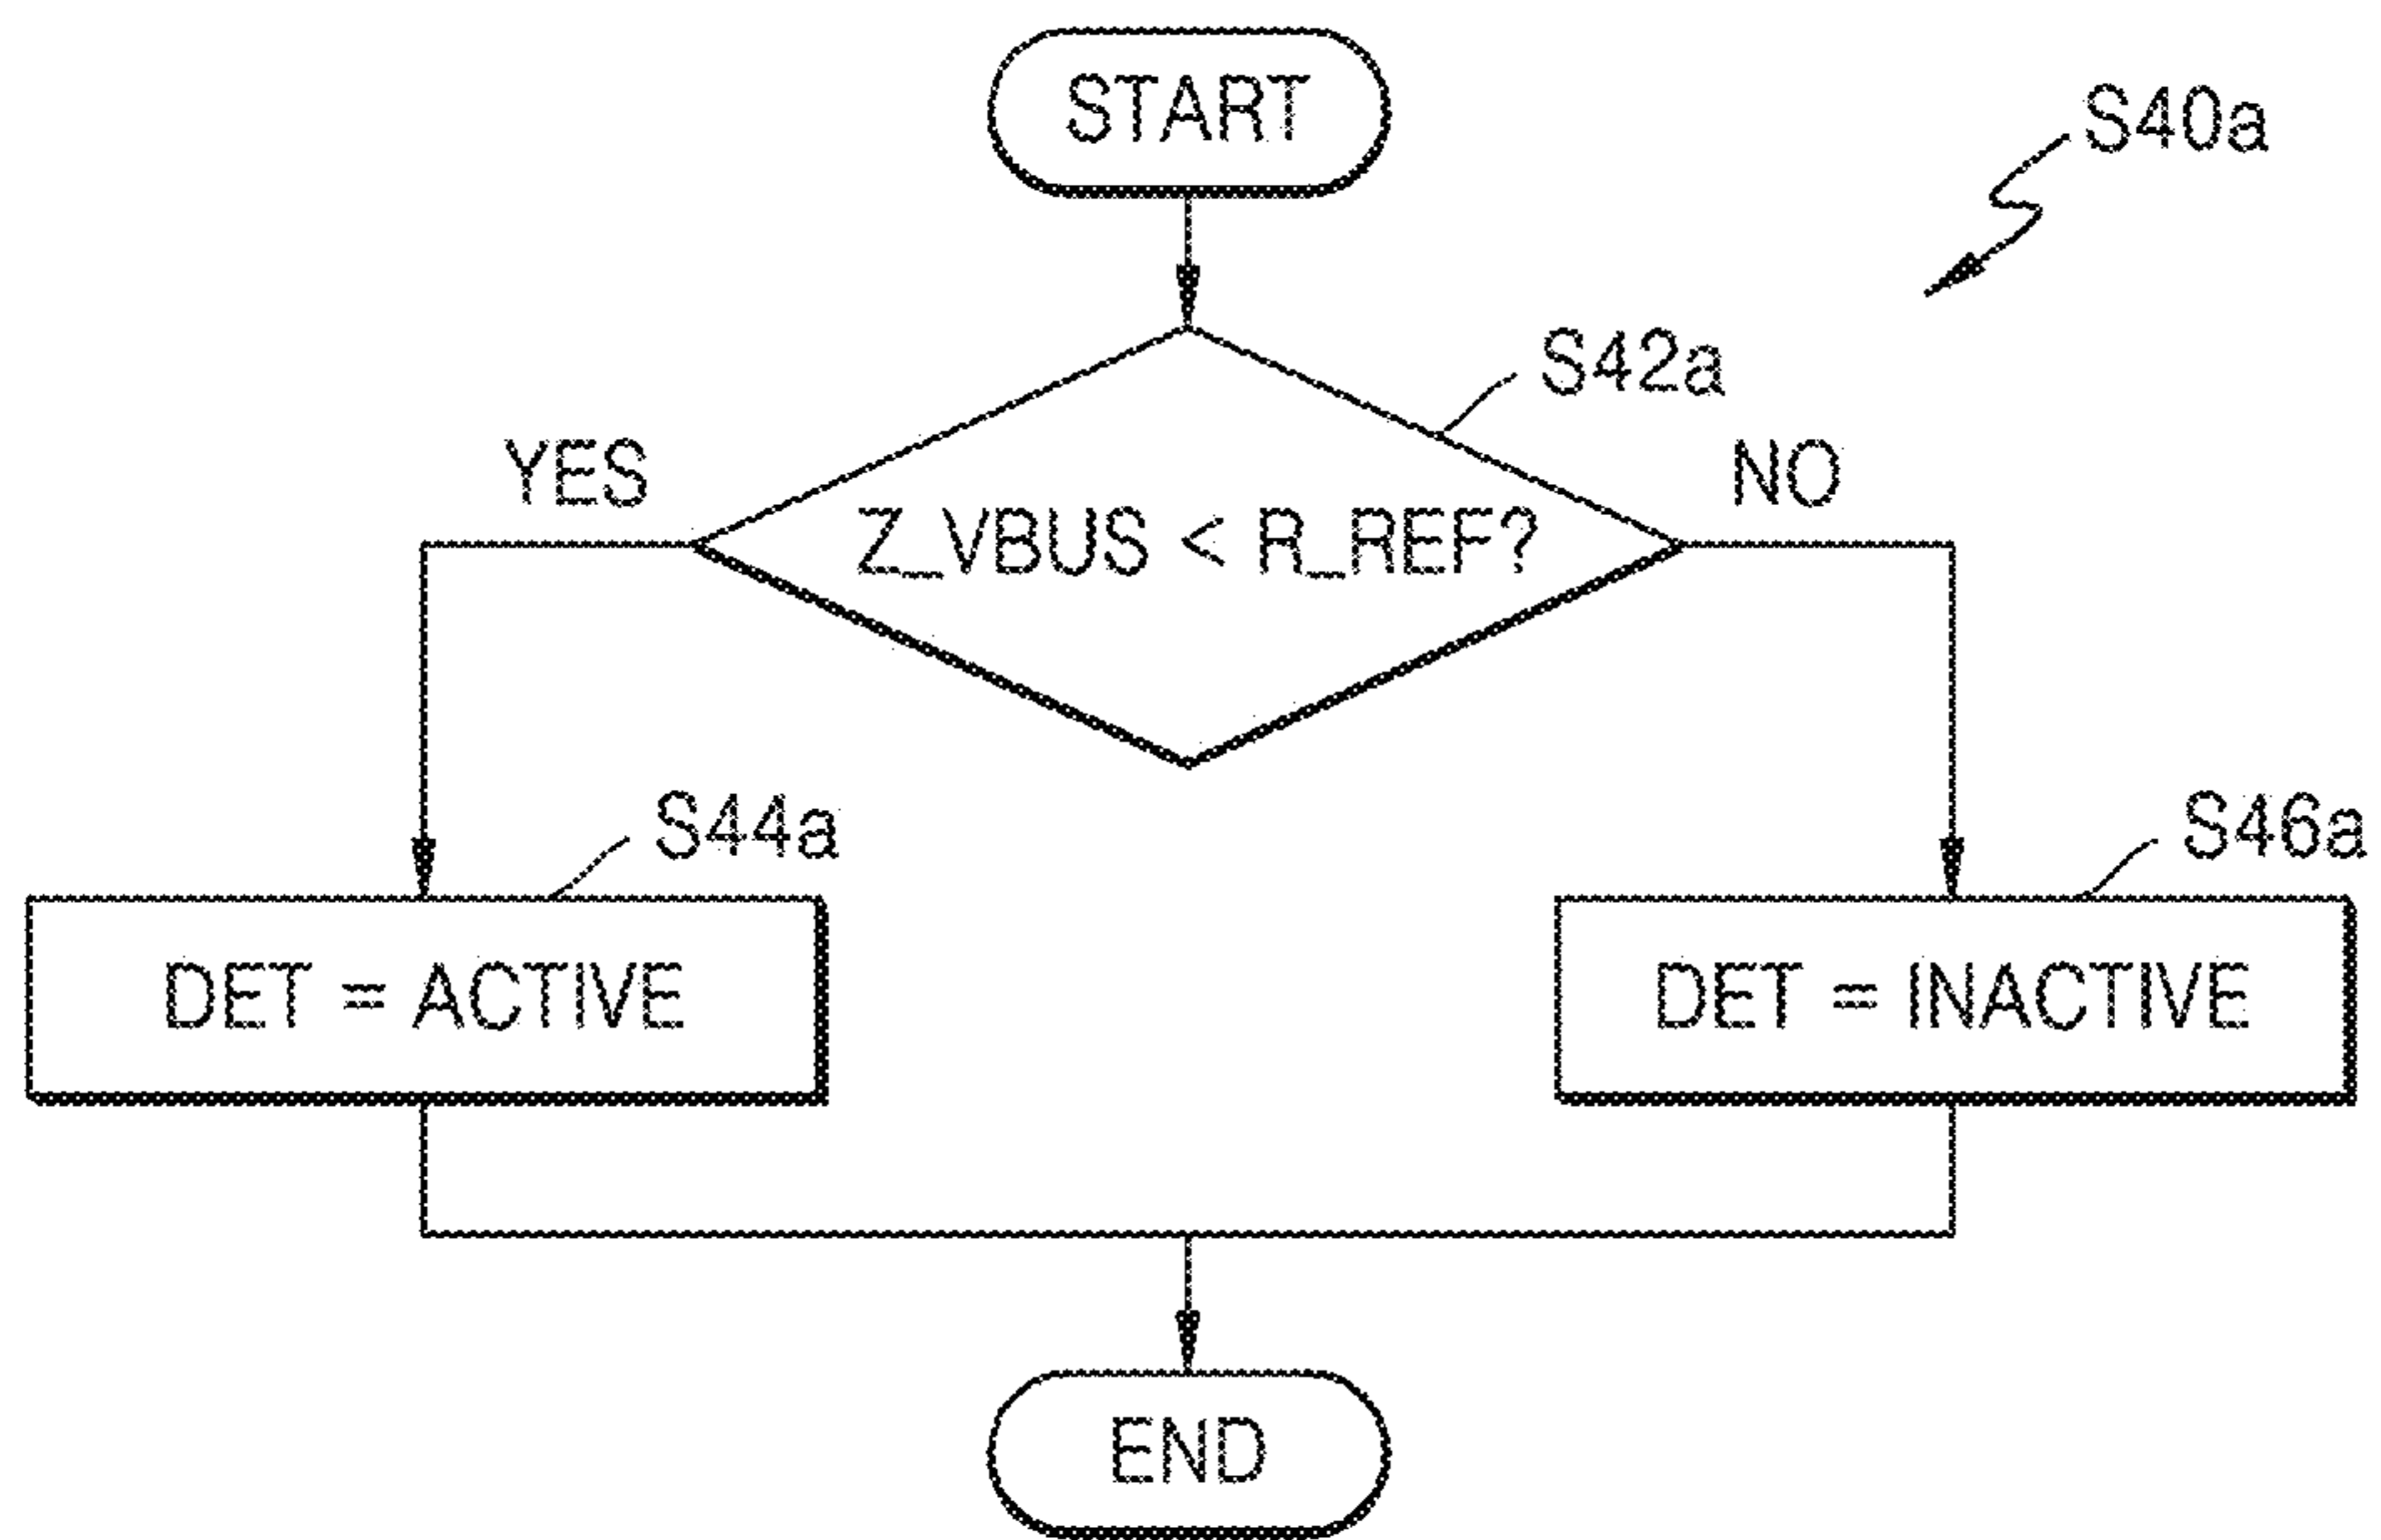 START
S40a
S42a
YES
NO
Z_VBUS < R_REF?
S44a
S46a
DET = ACTIVE
DET = INACTIVE
END